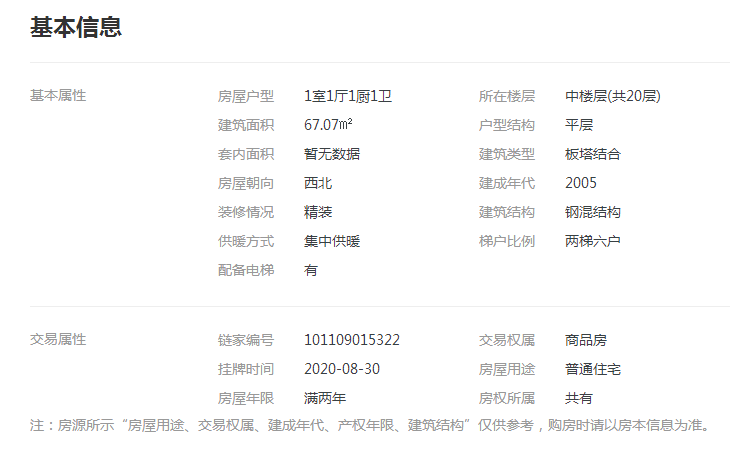 基本信息
基本属性 房屋户型 1室1厅1厨1卫 所在楼层 中楼层(共20层)
建筑面积 67.07㎡ 户型结构 平层
套内面积 暂无数据 建筑类型 板塔结合
房屋朝向 西北 建成年代 2005
装修情况 精装 建筑结构 钢混结构
供暖方式 集中供暖 梯户比例 两梯六户
配备电梯 有
交易属性 链家编号 101109015322 交易权属 商品房
挂牌时间 2020-08-30 房屋用途 普通住宅
房屋年限 满两年 房权所属 共有
注：房源所示“房屋用途、交易权属、建成年代、产权年限、建筑结构”仅供参考，购房时请以房本信息为准。